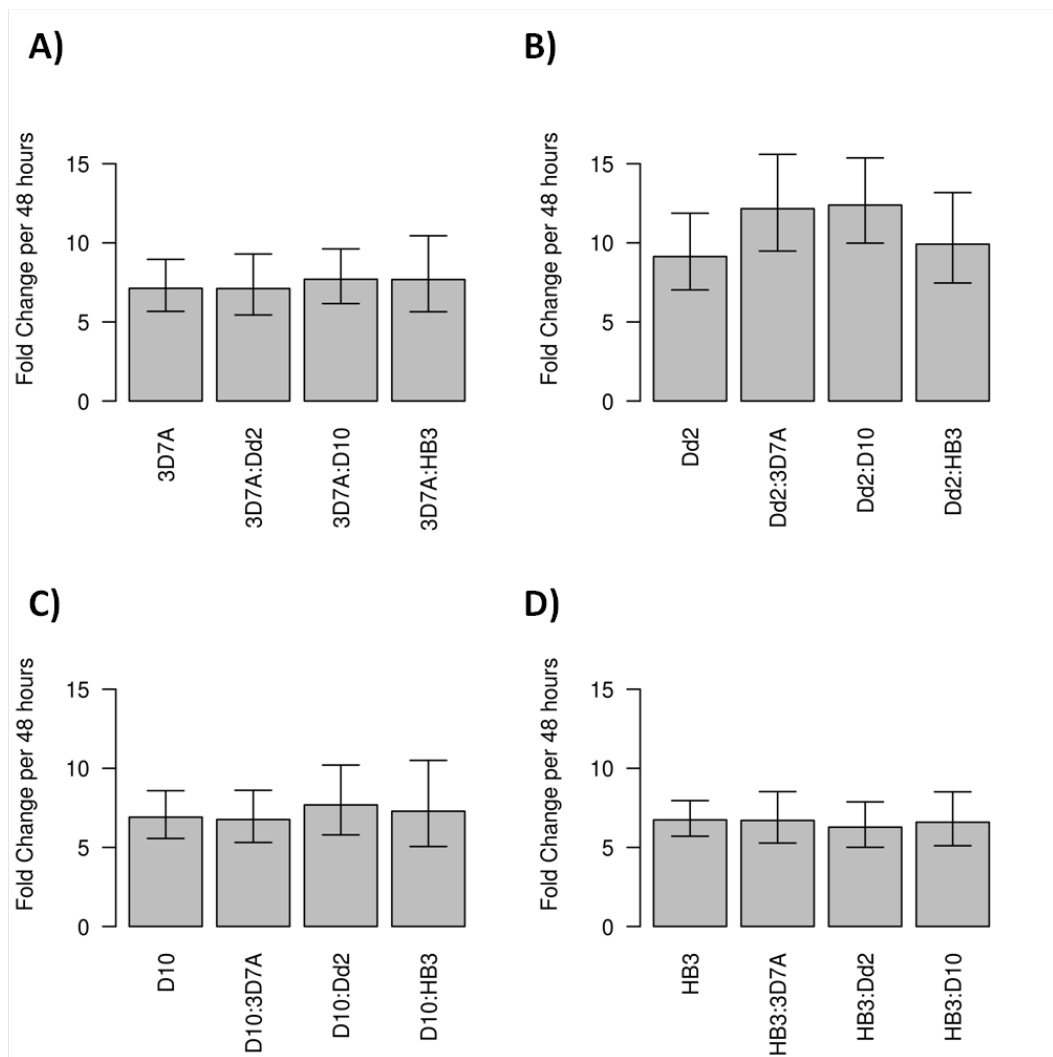 A)
Fold Change per 48 hours
15
10
5
0
3D7A
3D7A:Dd2
3D7A:D10
3D7A:HB3
B)
Fold Change per 48 hours
15
10
5
0
Dd2
Dd2:3D7A
Dd2:D10
Dd2:HB3
C)
Fold Change per 48 hours
15
10
5
0
D10
D10:3D7A
D10:Dd2
D10:HB3
D)
Fold Change per 48 hours
15
10
5
0
HB3
HB3:3D7A
HB3:Dd2
HB3:D10